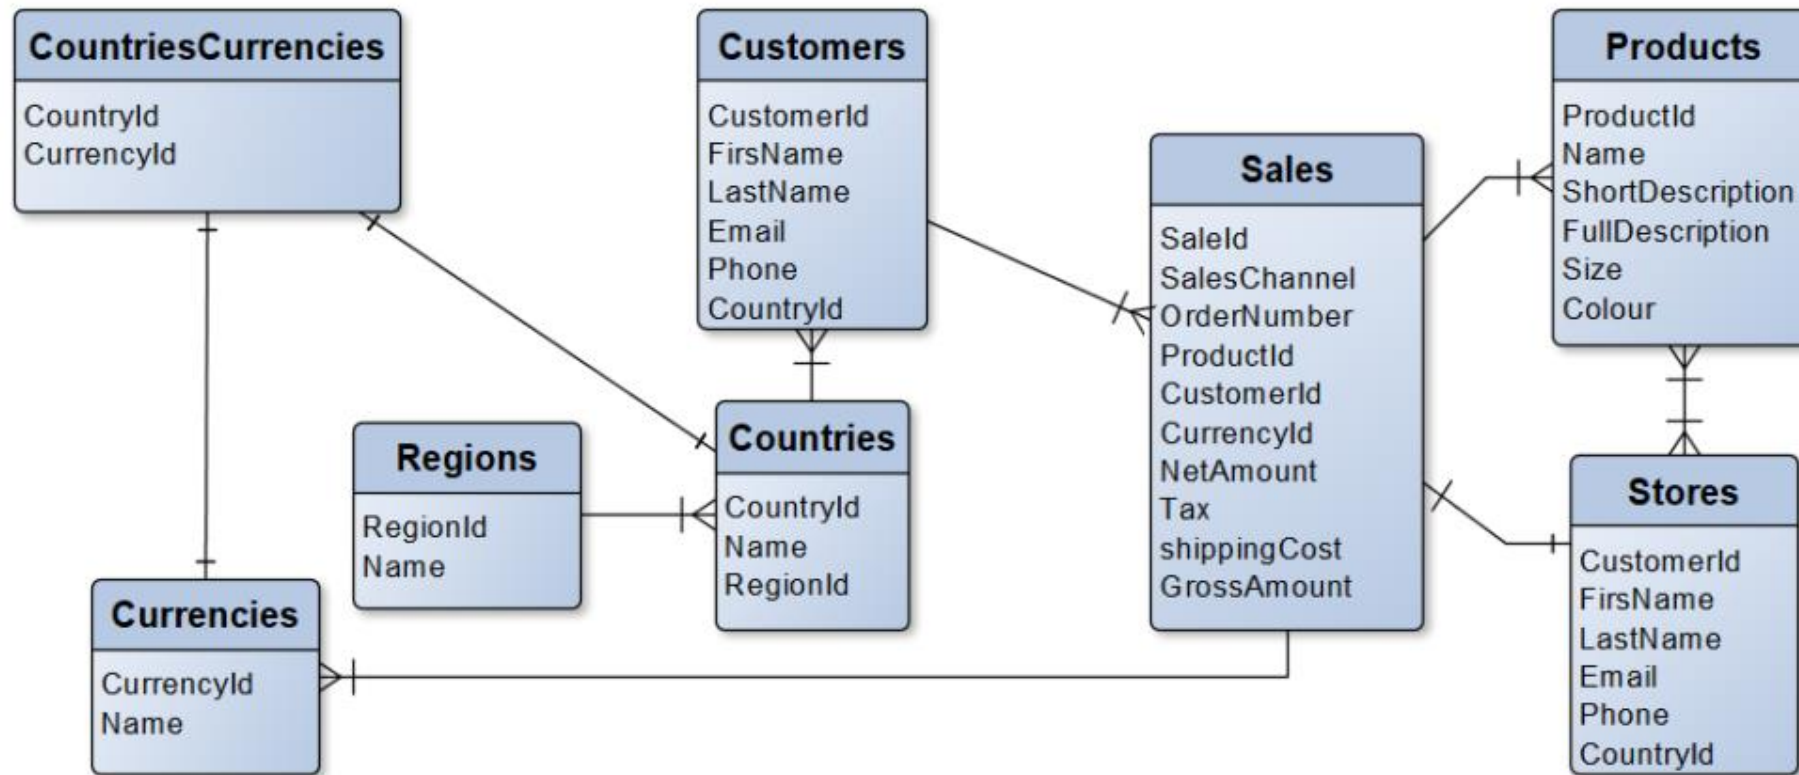 CountriesCurrencies
CountryId
CurrencyId
Customers
CustomerId
FirsName
LastName
Email
Phone
CountryId
Sales
SaleId
SalesChannel
OrderNumber
ProductId
CustomerId
CurrencyId
NetAmount
Tax
shippingCost
GrossAmount
Products
ProductId
Name
ShortDescription
FullDescription
Size
Colour
Regions
RegionId
Name
Countries
CountryId
Name
RegionId
Stores
CustomerId
FirsName
LastName
Email
Phone
CountryId
Currencies
CurrencyId
Name